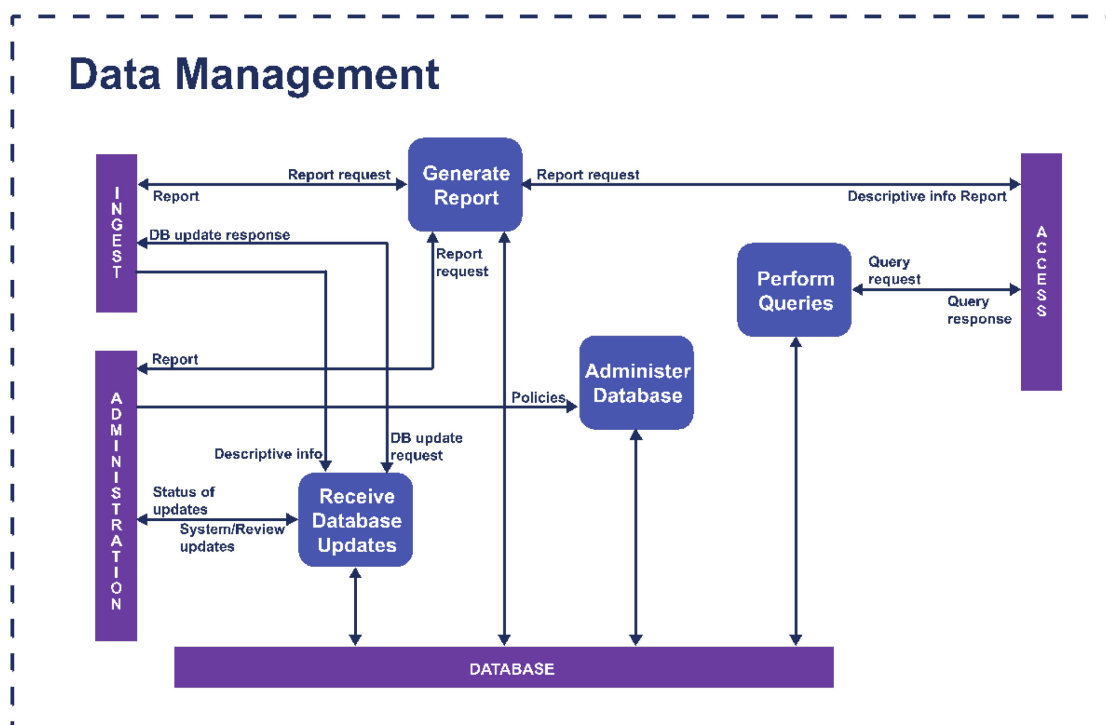 Data Management
INGEST
Report request
Report
Generate
Report
Report request
Descriptive info Report
ACCESS
DB update response
Report
request
Perform
Queries
Query
request
Query
response
ADMINISTRATION
Report
Administer
Database
Policies
DB update
request
Descriptive info
Status of
updates
System/Review
updates
Receive
Database
Updates
DATABASE